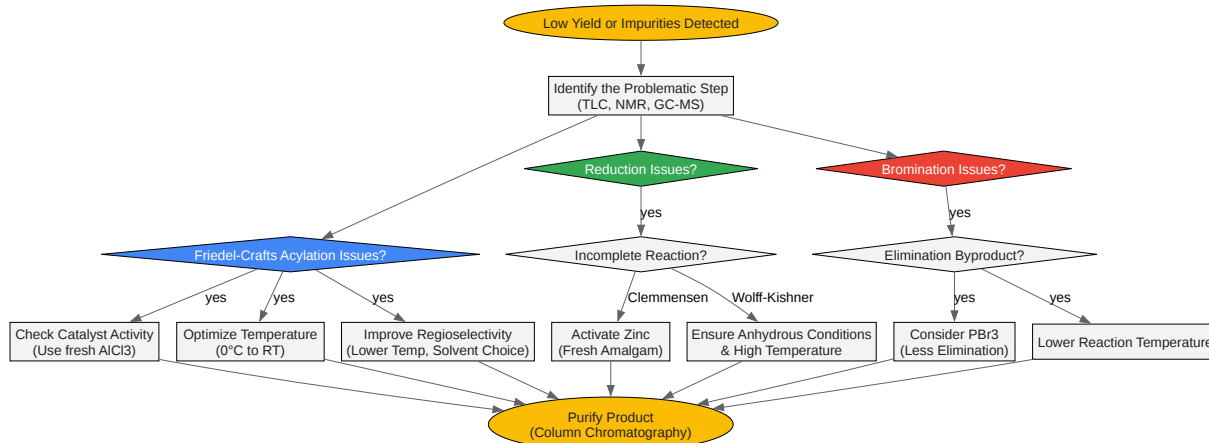 Low Yield or Impurities Detected
Identify the Problematic Step
(TLC, NMR, GC-MS)
Reduction Issues?
Bromination Issues?
yes
yes
Friedel-Crafts Acylation Issues?
Incomplete Reaction?
Elimination Byproduct?
yes
yes
yes
Clemmensen
Wolff-Kishner
yes
yes
Check Catalyst Activity
(Use fresh AlCl3)
Optimize Temperature
(0°C to RT)
Improve Regioselectivity
(Lower Temp, Solvent Choice)
Activate Zinc
(Fresh Amalgam)
Ensure Anhydrous Conditions
& High Temperature
Consider PBr3
(Less Elimination)
Lower Reaction Temperature
Purify Product
(Column Chromatography)